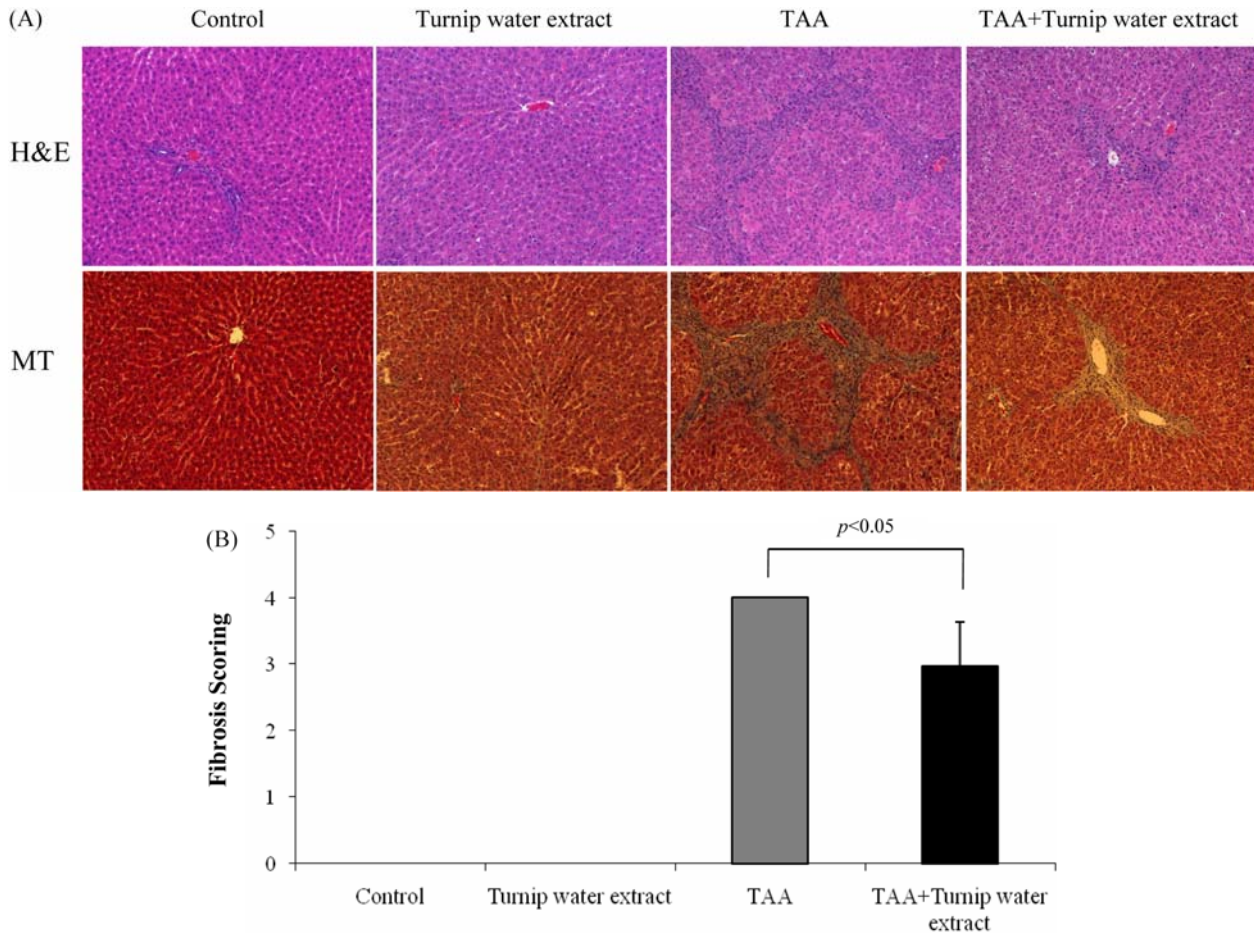 (A)
Control
Turnip water extract
TAA
TAA+Turnip water extract
H&E
MT
(B)
p<0.05
Fibrosis Scoring
5
4
3
2
1
0
Control
Turnip water extract
TAA
TAA+Turnip water
extract